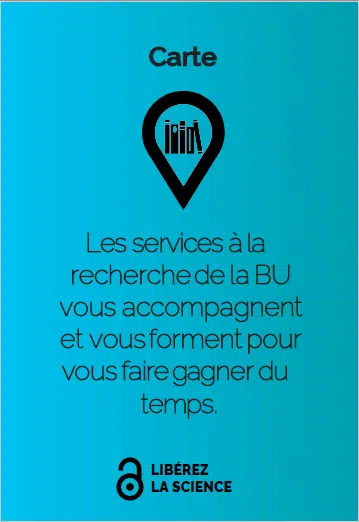 Carte
Les services à la
recherche de la BU
vous accompagnent
et vous forment pour
vous faire gagner du
temps.
LIBÉREZ
LA SCIENCE